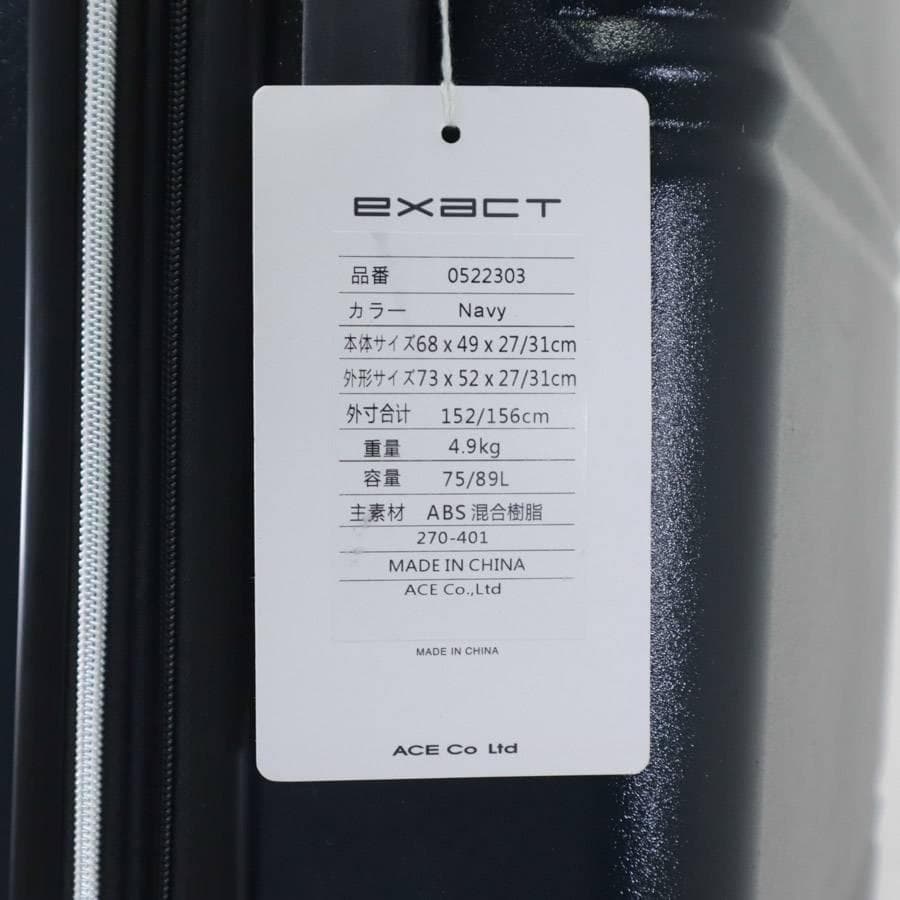 exact
品番 0522303
カラー Navy
本体サイズ68 x 49 x 27/31cm
外形サイズ73 x 52 x 27/31cm
外寸合计 152/156cm
重量 4.9kg
容量 75/89L
主素材 ABS 混合樹脂
270-401
MADE IN CHINA
ACE Co.,Ltd
MADE IN CHINA
ACE Co Ltd